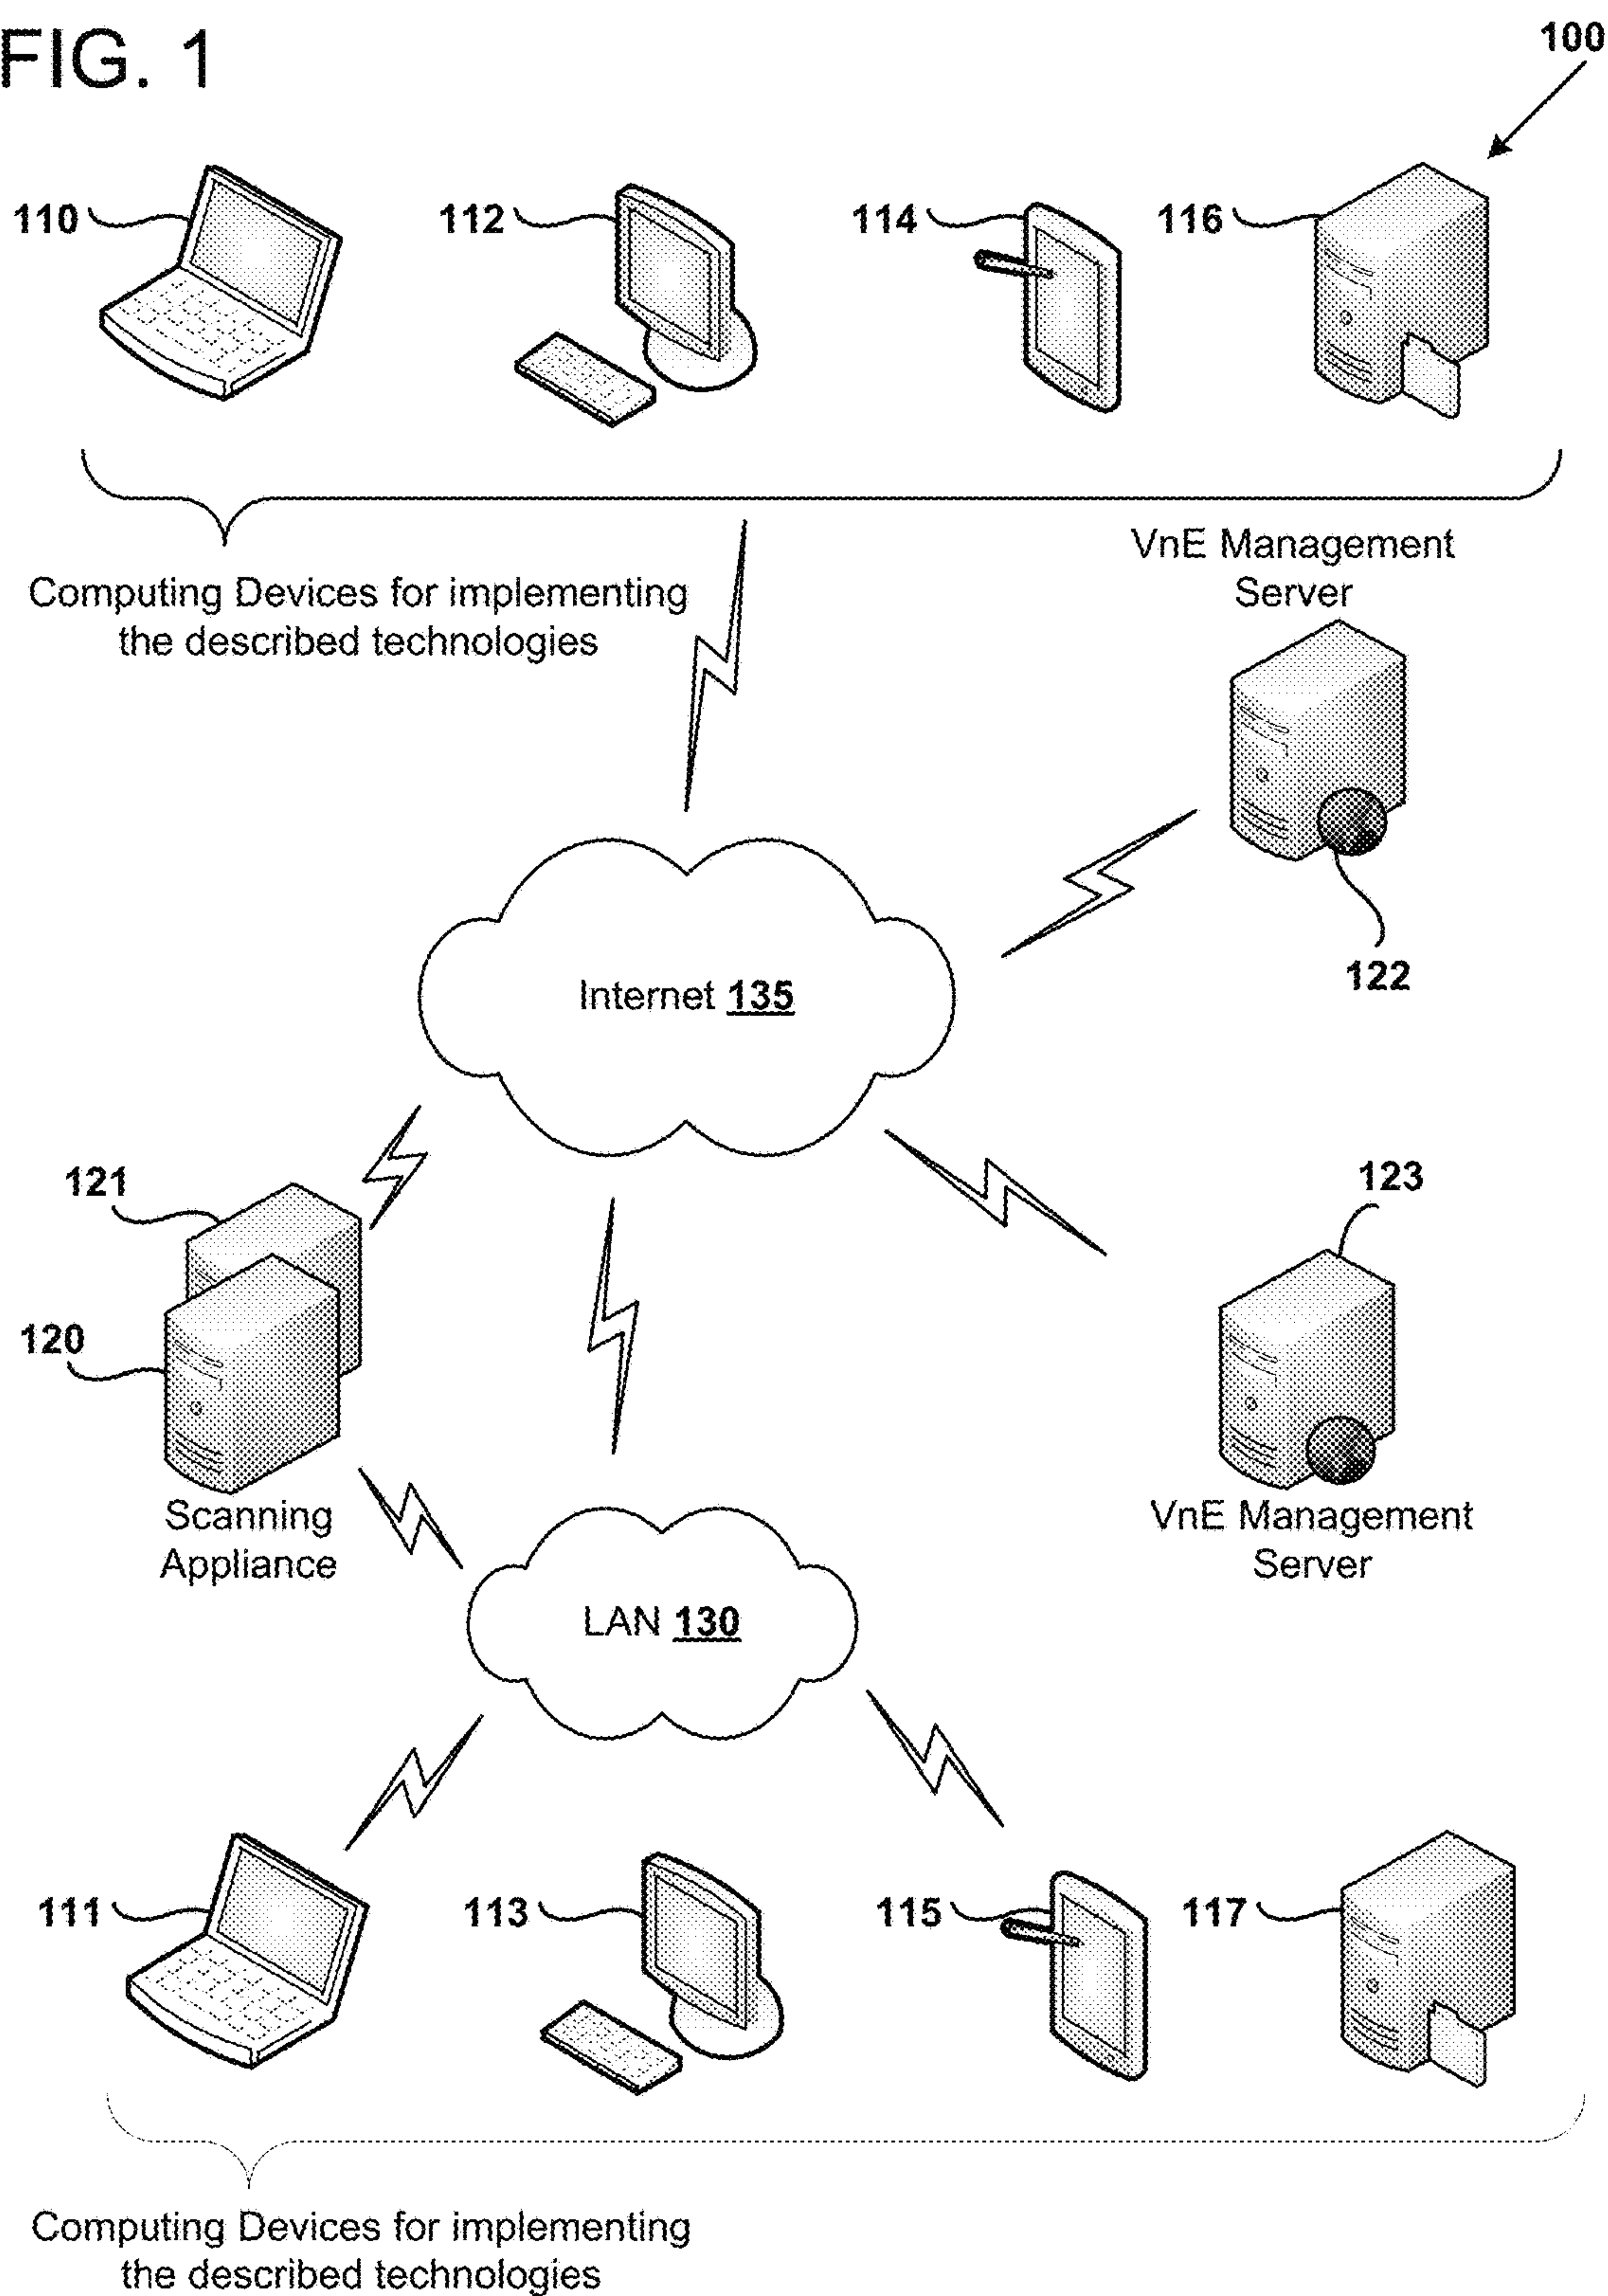 FIG. 1
100
110
112
114
116
Computing Devices for implementing
the described technologies
VnE Management
Server
122
Internet 135
121
120
Scanning
Appliance
123
VnE Management
Server
LAN 130
111
113
115
117
Computing Devices for implementing
the described technologies